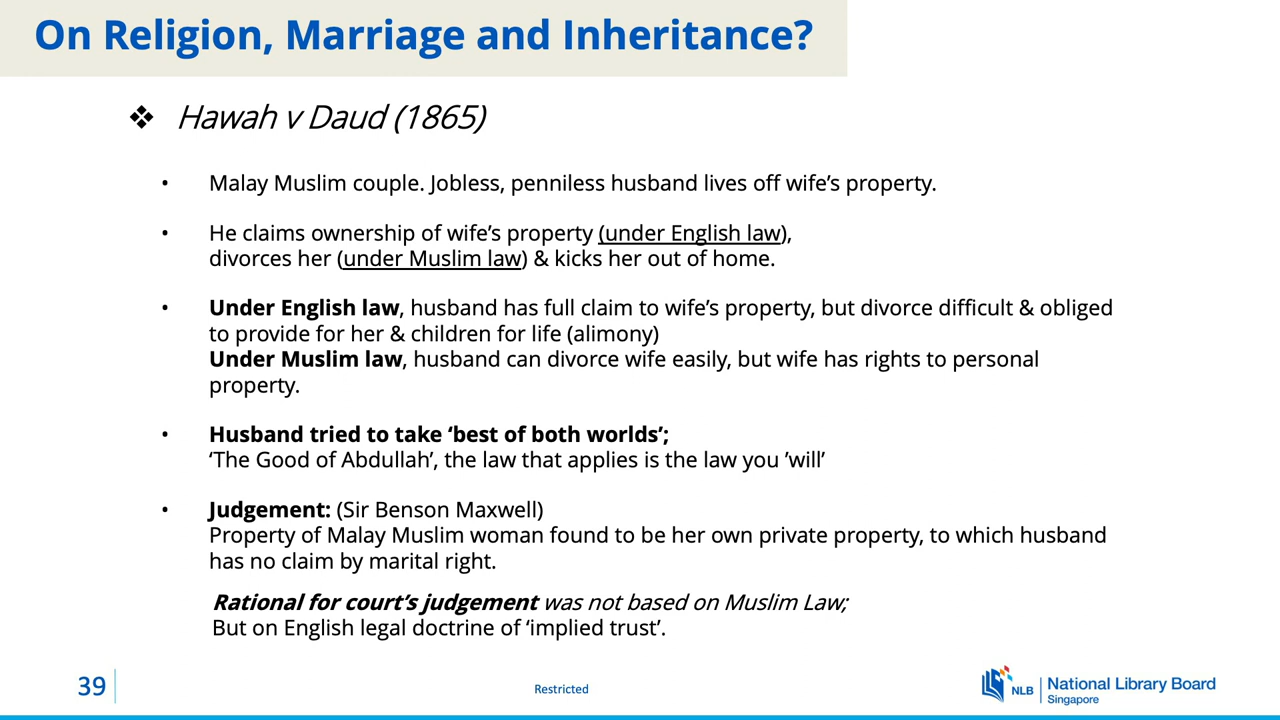 On Religion, Marriage and Inheritance?
❖ Hawah v Daud (1865)
• Malay Muslim couple. Jobless, penniless husband lives off wife’s property.
• He claims ownership of wife’s property (under English law),
divorces her (under Muslim law) & kicks her out of home.
• Under English law, husband has full claim to wife’s property, but divorce difficult & obliged
to provide for her & children for life (alimony)
Under Muslim law, husband can divorce wife easily, but wife has rights to personal
property.
• Husband tried to take ‘best of both worlds’;
‘The Good of Abdullah’, the law that applies is the law you ’will’
• Judgement: (Sir Benson Maxwell)
Property of Malay Muslim woman found to be her own private property, to which husband
has no claim by marital right.
Rational for court’s judgement was not based on Muslim Law;
But on English legal doctrine of ‘implied trust’.
39
Restricted
NLB
National Library Board
Singapore